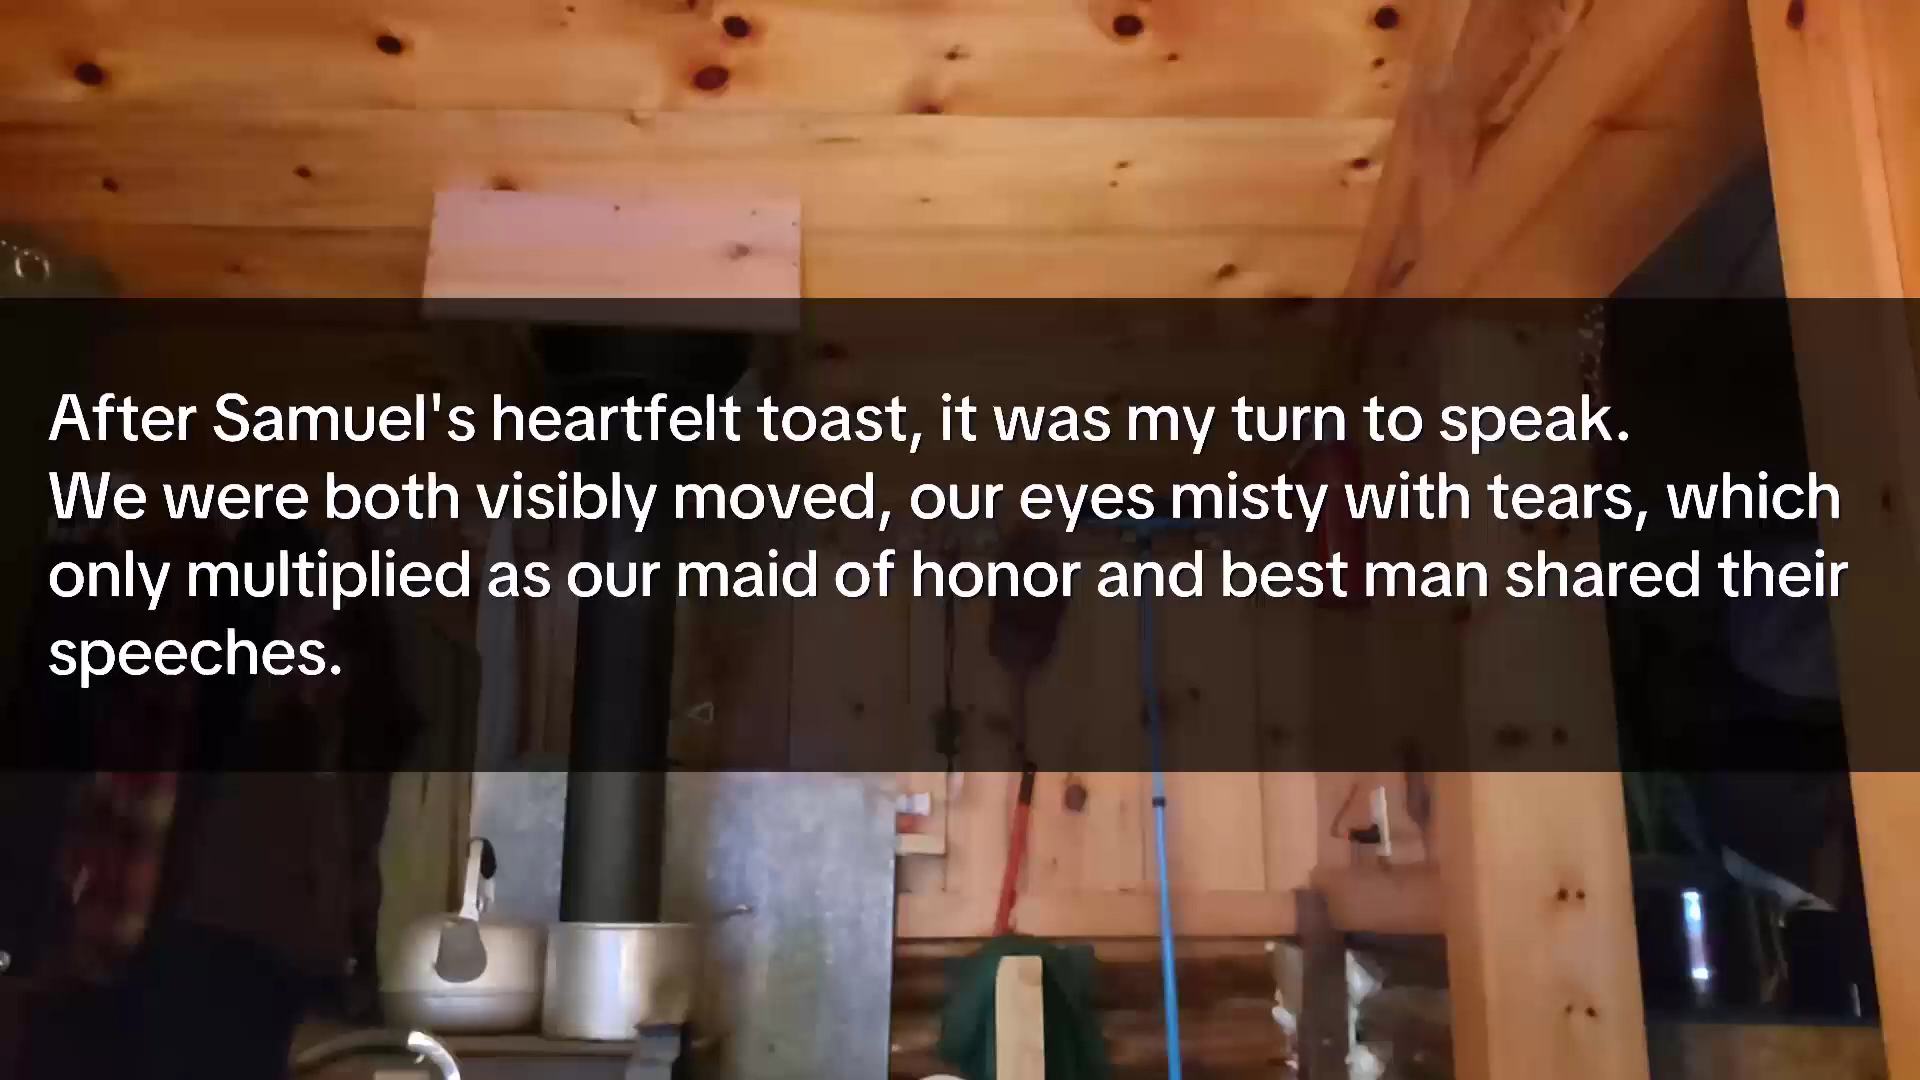 After Samuel's heartfelt toast, it was my turn to speak.
We were both visibly moved, our eyes misty with tears, which
only multiplied as our maid of honor and best man shared their
speeches.